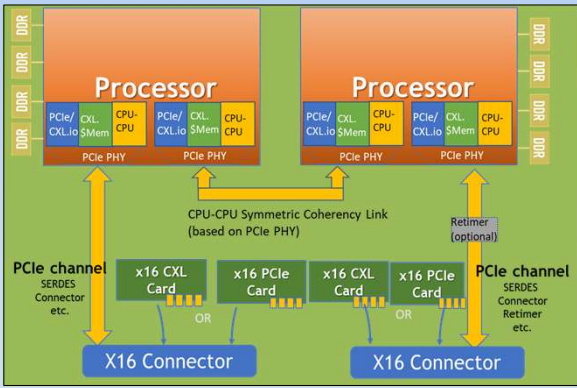 DDR
DDR
DDR
DDR
Processor
PCIe/
CXL.io
CXL.
$Mem
CPU-
CPU
PCIe/
CXL.io
CXL.
$Mem
CPU-
CPU
PCIe PHY
PCIe PHY
Processor
PCIe/
CXL.io
CXL.
$Mem
CPU-
CPU
PCIe/
CXL.io
CXL.
$Mem
CPU-
CPU
PCIe PHY
PCIe PHY
DDR
DDR
DDR
DDR
CPU-CPU Symmetric Coherency Link
(based on PCIe PHY)
Retimer
(optional)
PCIe channel
SERDES
Connector
etc.
x16 CXL
Card
OR
x16 PCIe
Card
x16 CXL
Card
OR
x16 PCIe
Card
PCIe channel
SERDES
Connector
Retimer
etc.
X16 Connector
X16 Connector